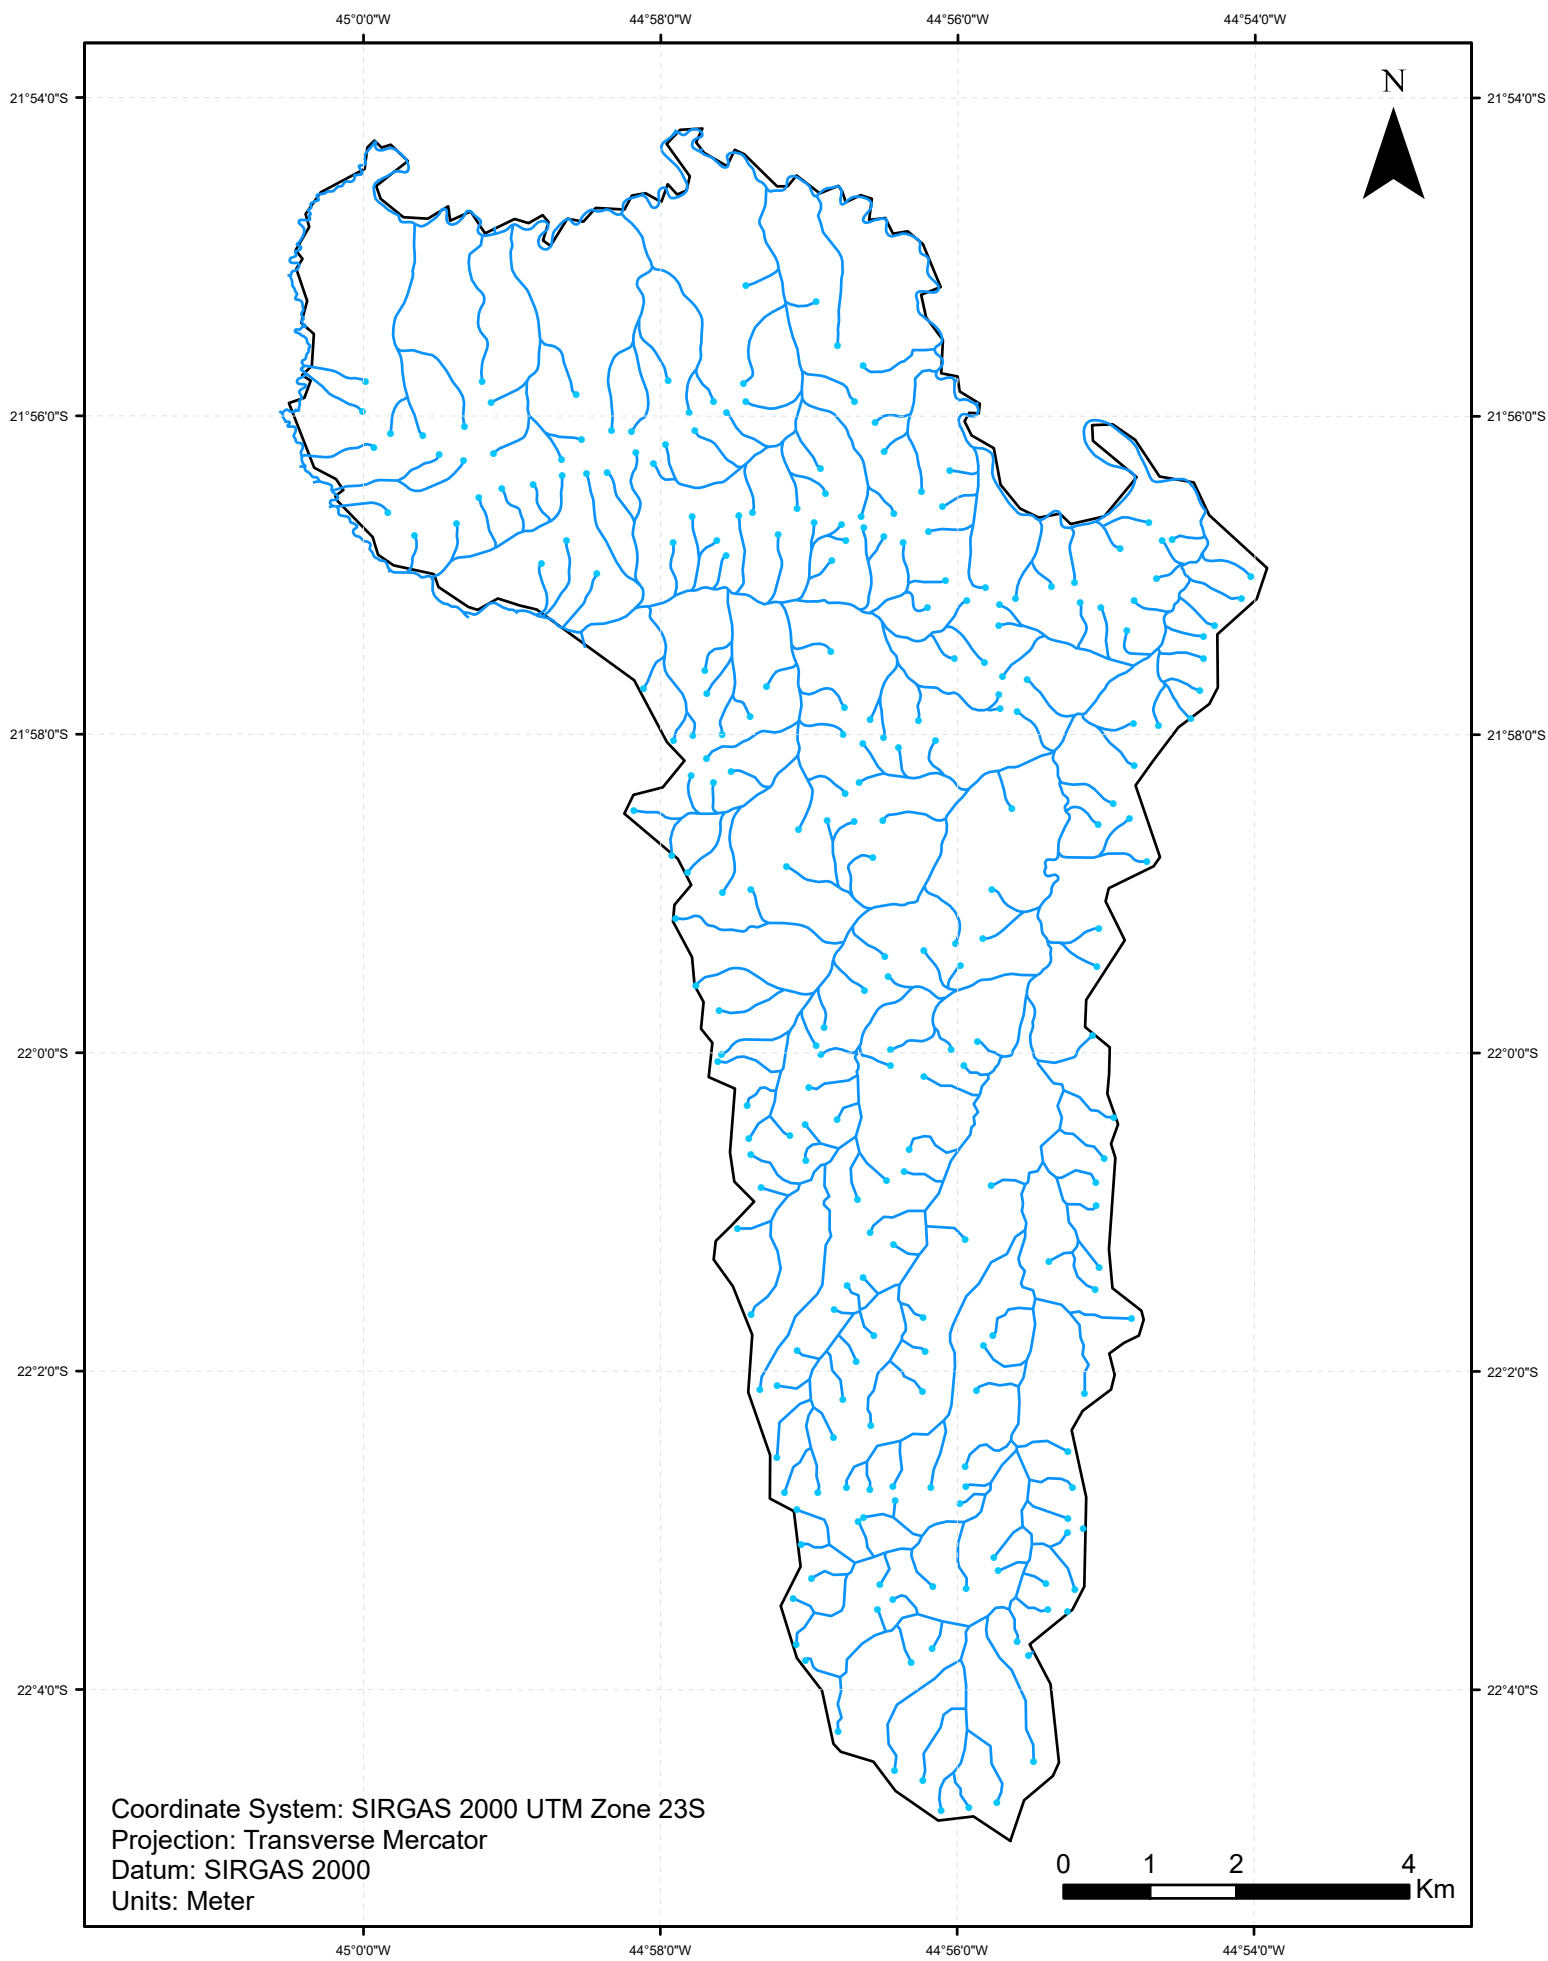 45°0'0"W 44°58'0"W 44°56'0"W 44°54'0"W
N
21°54'0"S 21°54'0"S
21°56'0"S 21°56'0"S
21°58'0"S 21°58'0"S
22°0'0"S 22°0'0"S
22°2'0"S 22°2'0"S
22°4'0"S 22°4'0"S
Coordinate System: SIRGAS 2000 UTM Zone 23S
Projection: Transverse Mercator
Datum: SIRGAS 2000
Units: Meter
0 1 2 4
Km
45°0'0"W 44°58'0"W 44°56'0"W 44°54'0"W